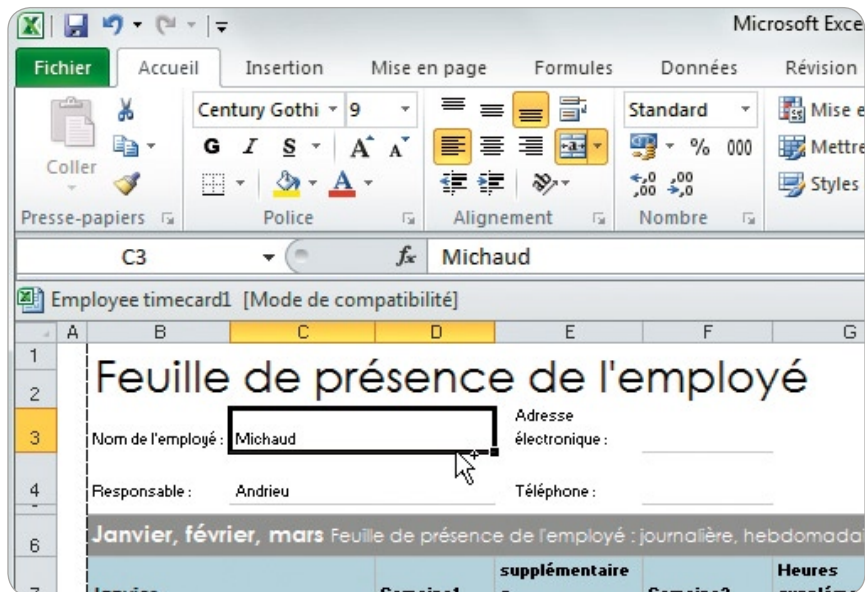 Microsoft Exce
Fichier Accueil Insertion Mise en page Formules Données Révision
Century Gothi 9 Standard Mise e
G I S A A % 000 Mettre
Coller ,00 ,0 Styles
Presse-papiers Police Alignement Nombre
C3 fx Michaud
Employee timecard1 [Mode de compatibilité]
A B C D E F G
1
2 Feuille de présence de l'employé
3 Nom de l'employé : Michaud Adresse électronique :
4 Responsable : Andrieu Téléphone :
6 Janvier, février, mars Feuille de présence de l'employé : journalière, hebdomadai
supplémentaire Heures